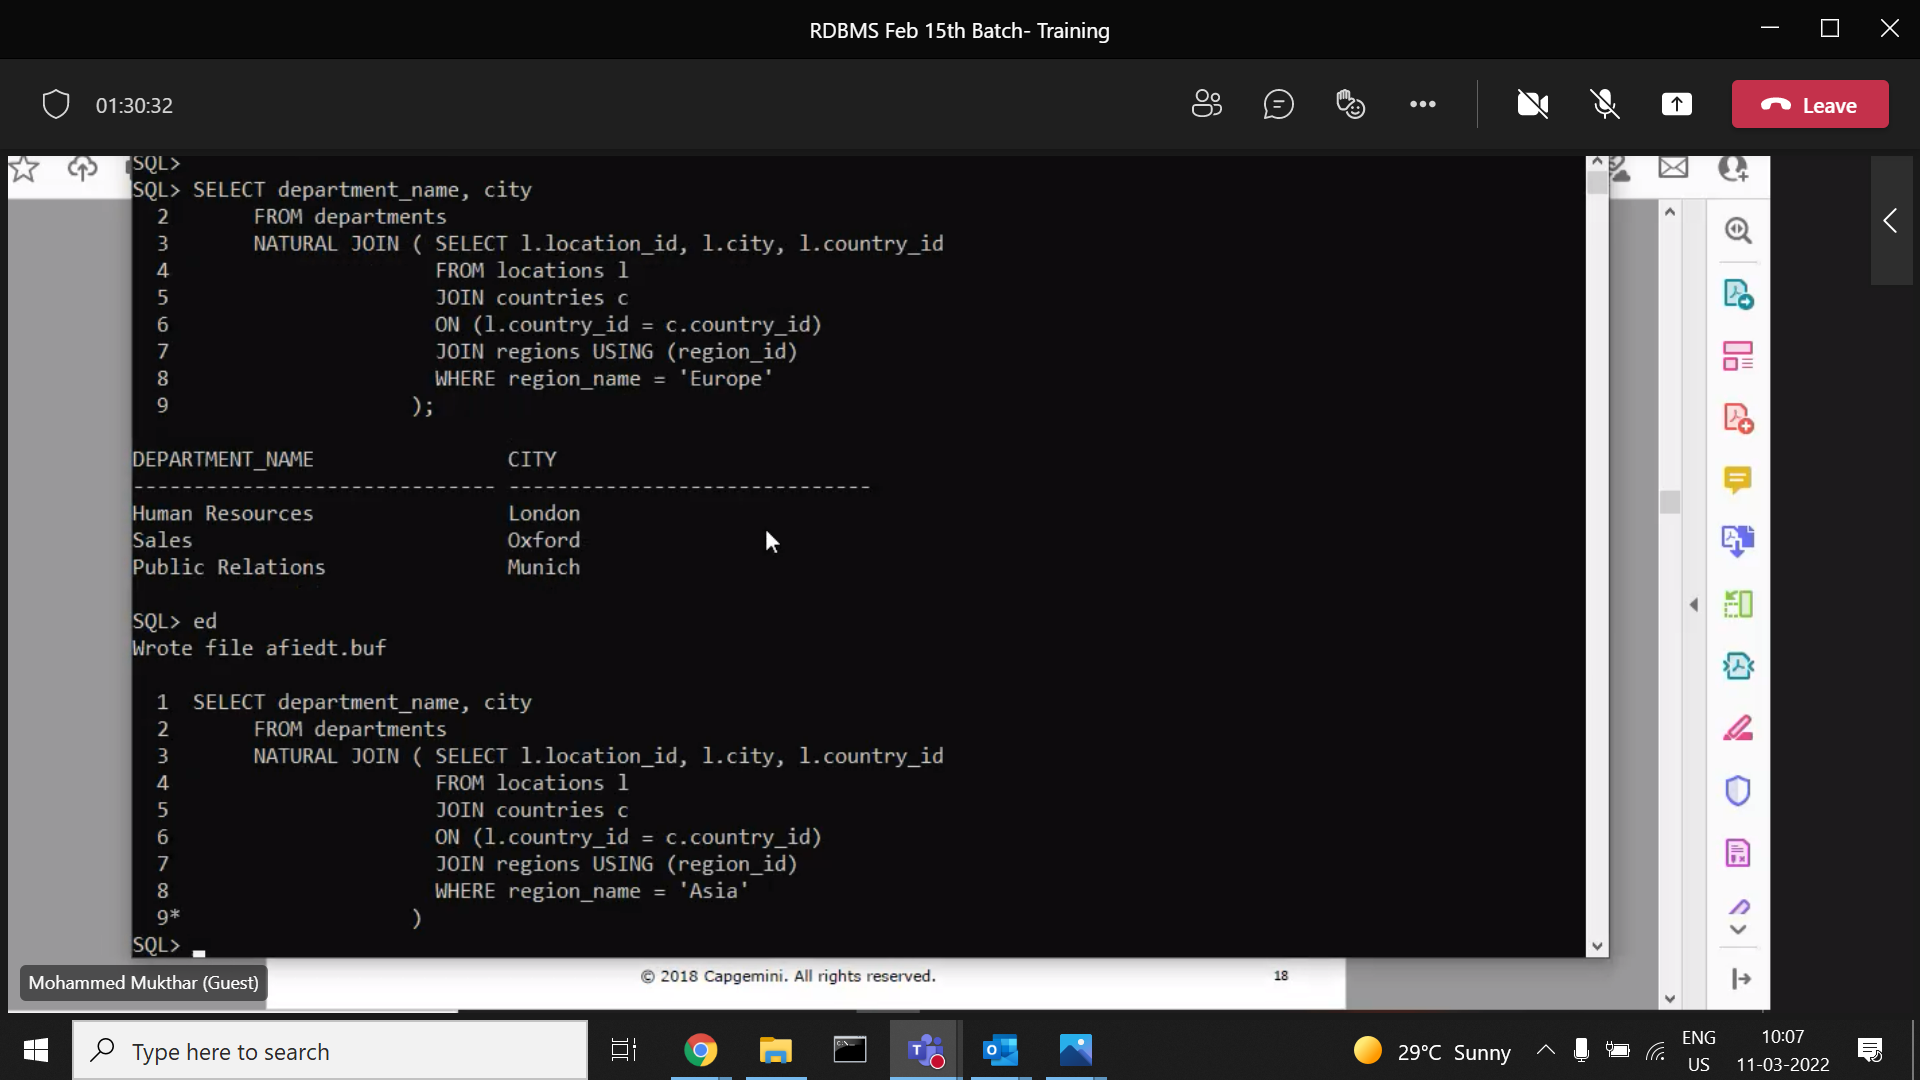 RDBMS Feb 15th Batch- Training
01:30:32
Leave
SQL>
SQL> SELECT department_name, city
2 FROM departments
3 NATURAL JOIN ( SELECT l.location_id, l.city, l.country_id
4 FROM locations l
5 JOIN countries c
6 ON (l.country_id = c.country_id)
7 JOIN regions USING (region_id)
8 WHERE region_name = 'Europe'
9 );
DEPARTMENT_NAME CITY
------------------------------ ------------------------------
Human Resources London
Sales Oxford
Public Relations Munich
SQL> ed
Wrote file afiedt.buf
1 SELECT department_name, city
2 FROM departments
3 NATURAL JOIN ( SELECT l.location_id, l.city, l.country_id
4 FROM locations l
5 JOIN countries c
6 ON (l.country_id = c.country_id)
7 JOIN regions USING (region_id)
8 WHERE region_name = 'Asia'
9* )
SQL>
Mohammed Mukthar (Guest)
© 2018 Capgemini. All rights reserved. 18
Type here to search
29°C Sunny
ENG
US
10:07
11-03-2022